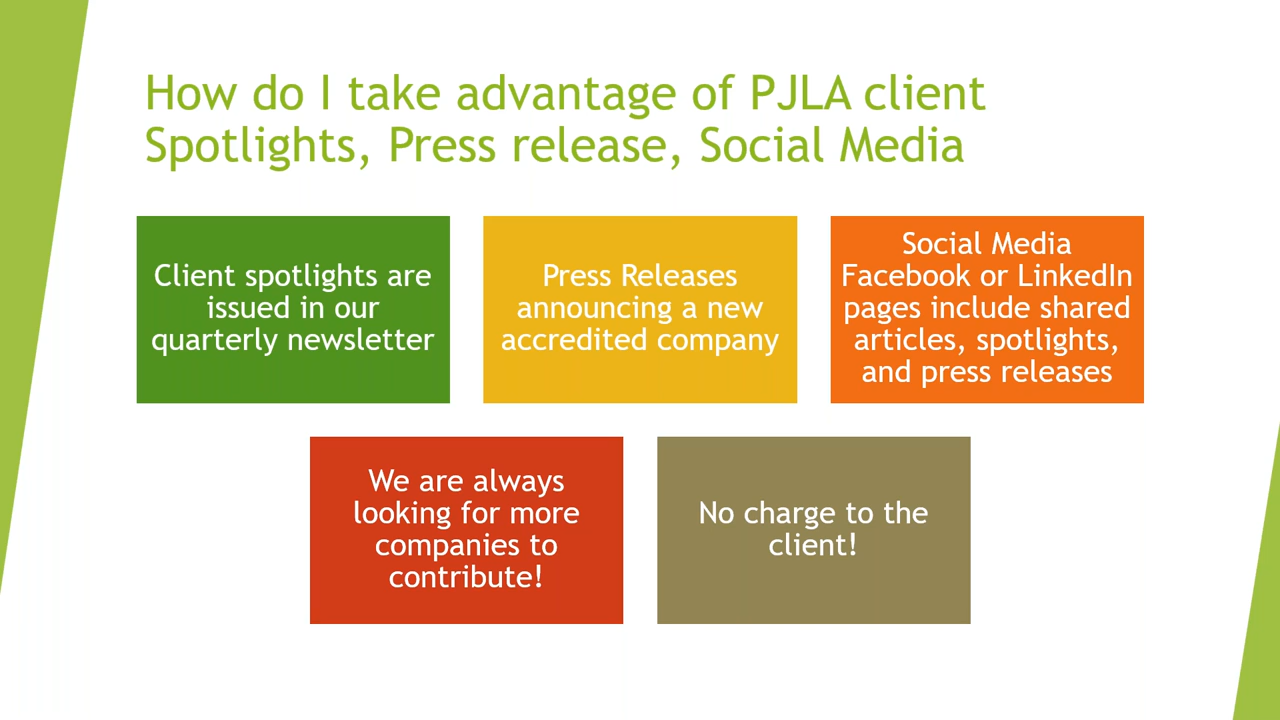 How do I take advantage of PJLA client
Spotlights, Press release, Social Media
Client spotlights are
issued in our
quarterly newsletter
Press Releases
announcing a new
accredited company
Social Media
Facebook or LinkedIn
pages include shared
articles, spotlights,
and press releases
We are always
looking for more
companies to
contribute!
No charge to the
client!